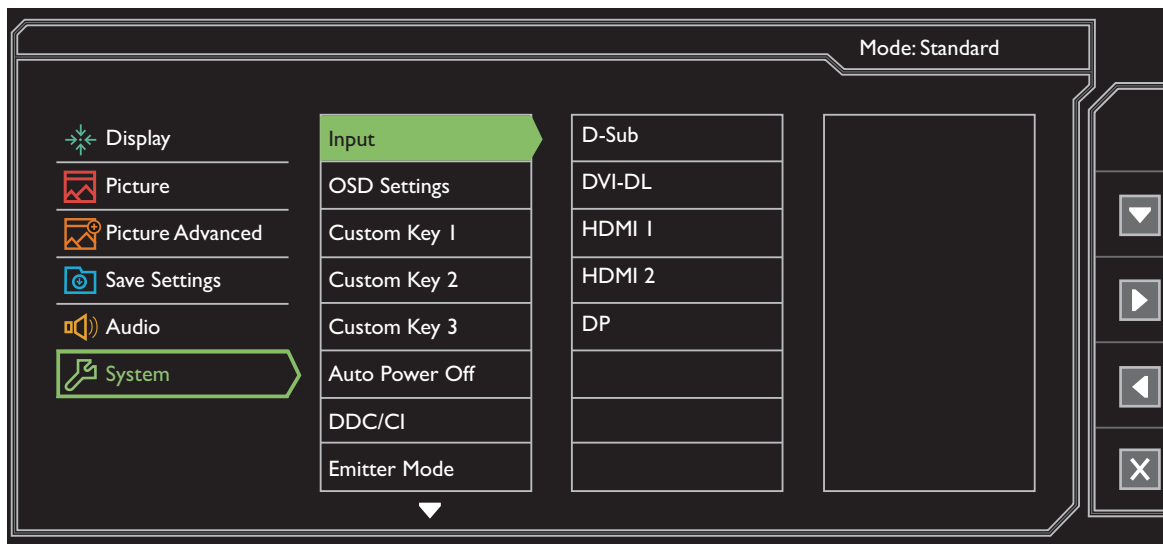 Mode: Standard
Display
Picture
Picture Advanced
Save Settings
Audio
System
Input
OSD Settings
Custom Key 1
Custom Key 2
Custom Key 3
Auto Power Off
DDC/CI
Emitter Mode
D-Sub
DVI-DL
HDMI 1
HDMI 2
DP